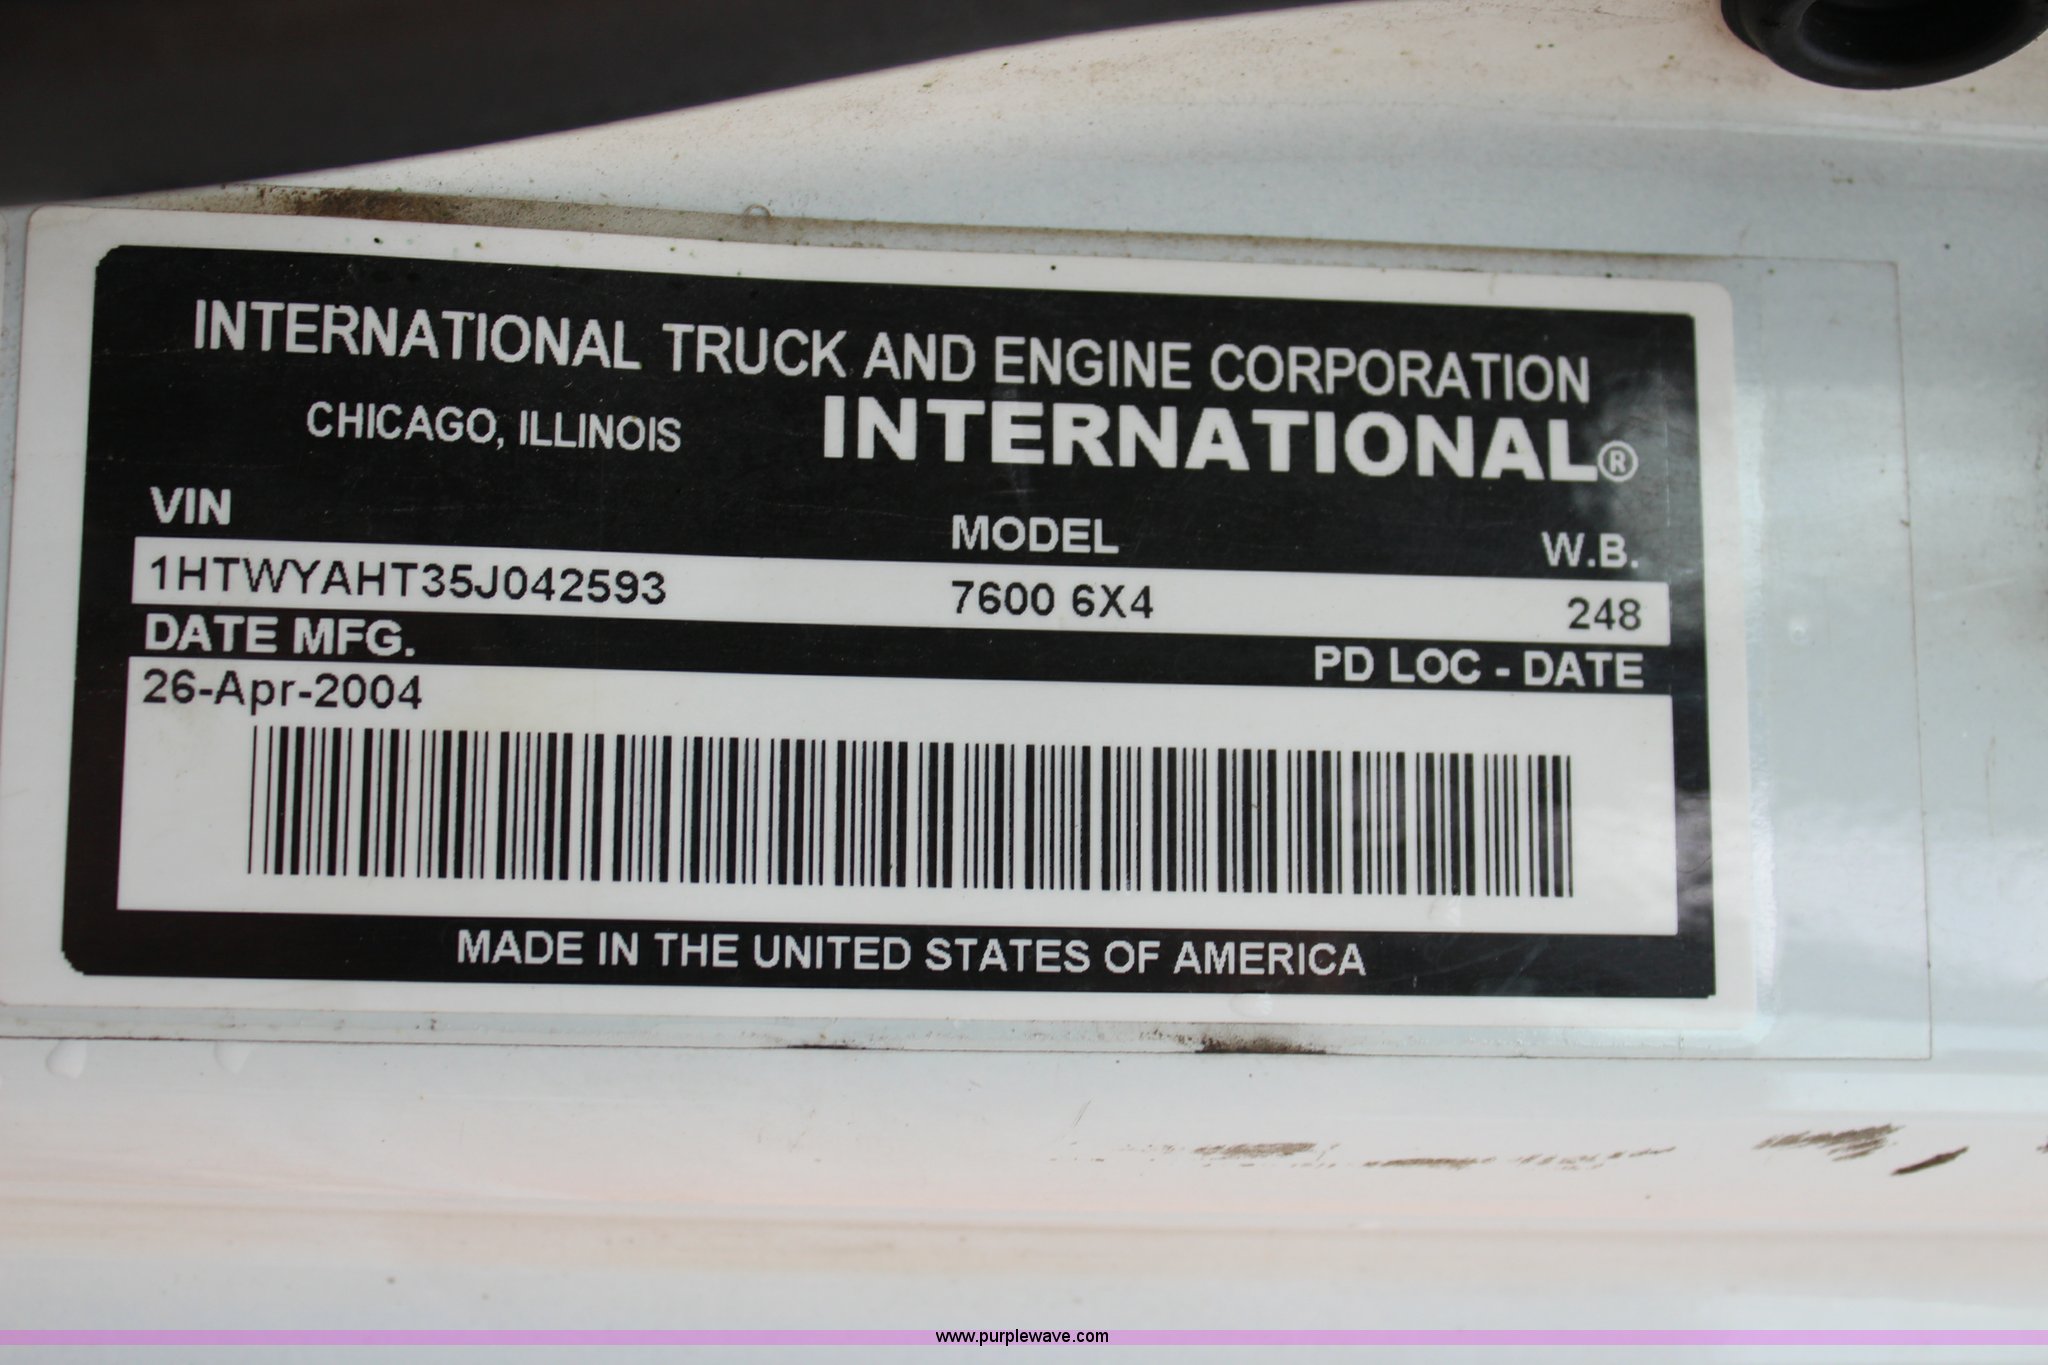 INTERNATIONAL TRUCK AND ENGINE CORPORATION
CHICAGO, ILLINOIS INTERNATIONAL®
VIN MODEL W.B.
1HTWYAHT35J042593 7600 6X4 248
DATE MFG. PD LOC - DATE
26-Apr-2004
MADE IN THE UNITED STATES OF AMERICA
www.purplewave.com